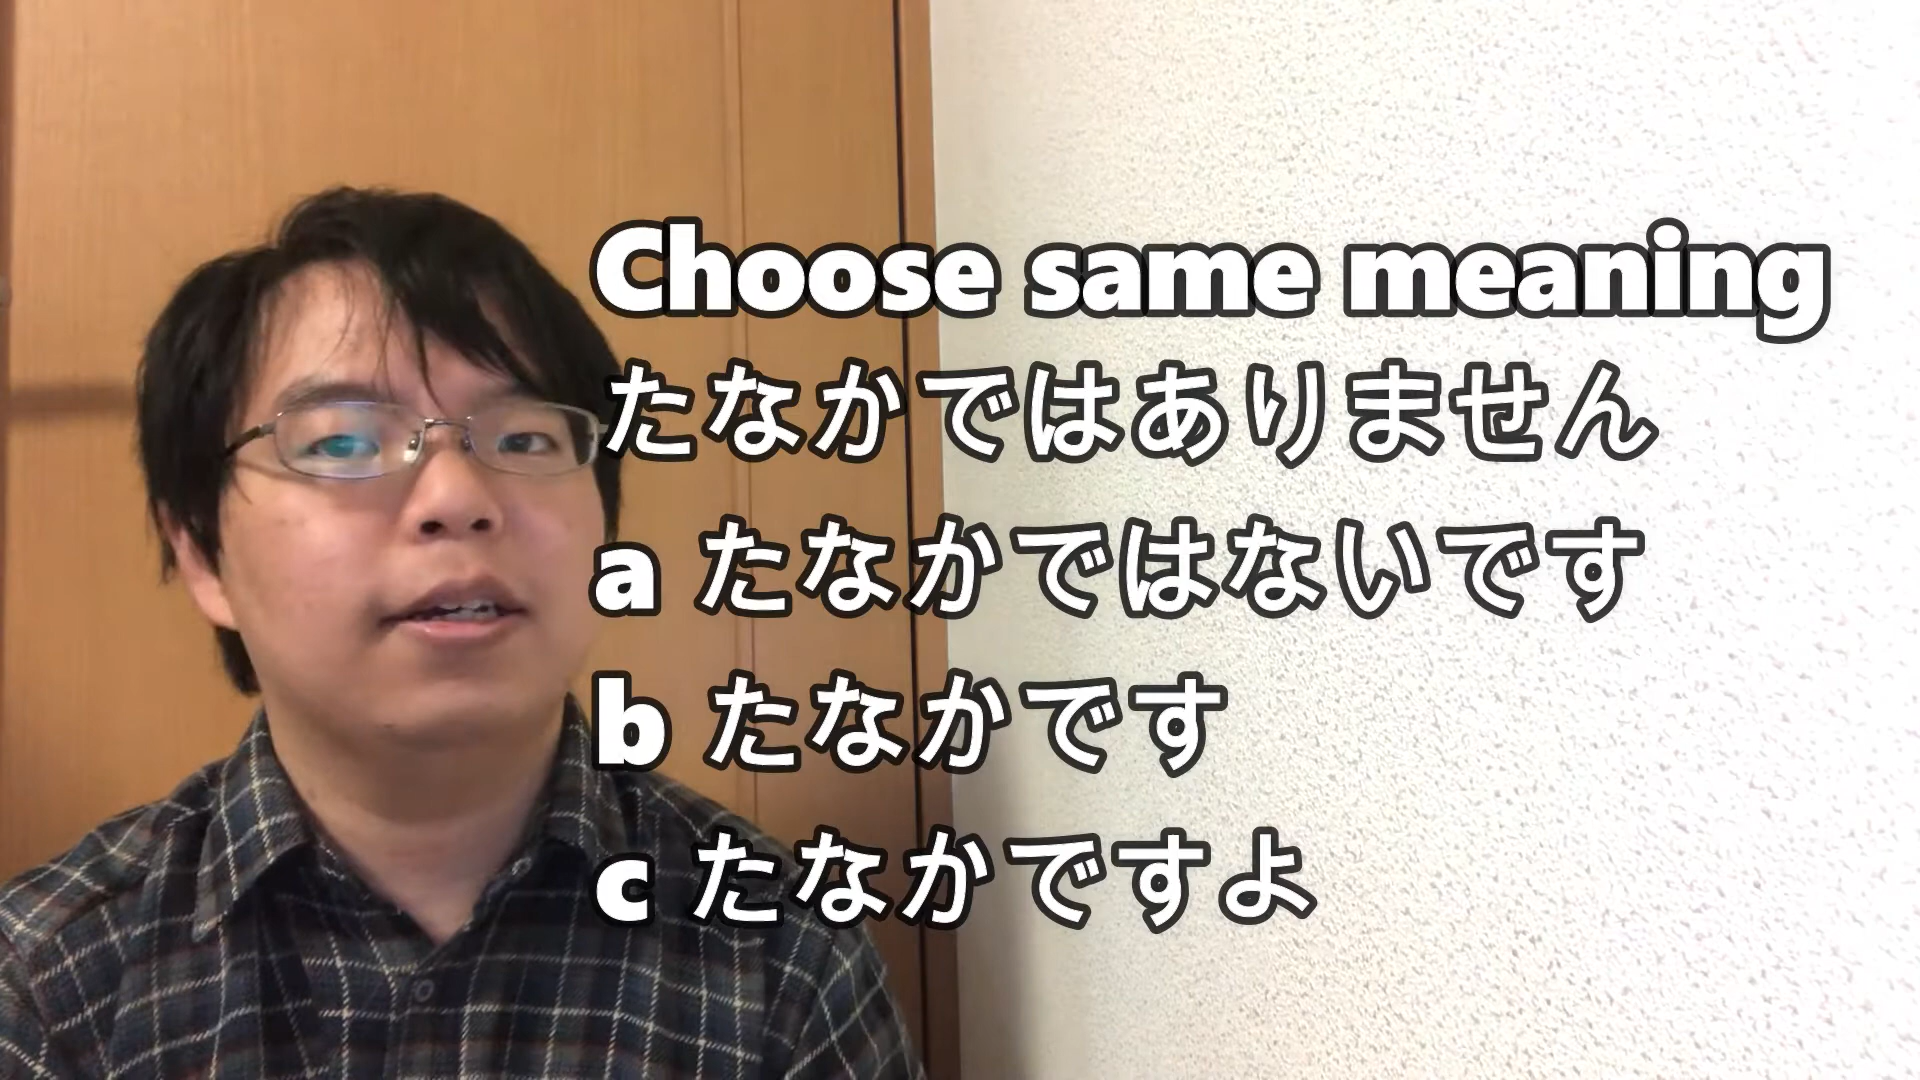 Choose same meaning
たなかではありません
a たなかではないです
b たなかです
c たなかですよ